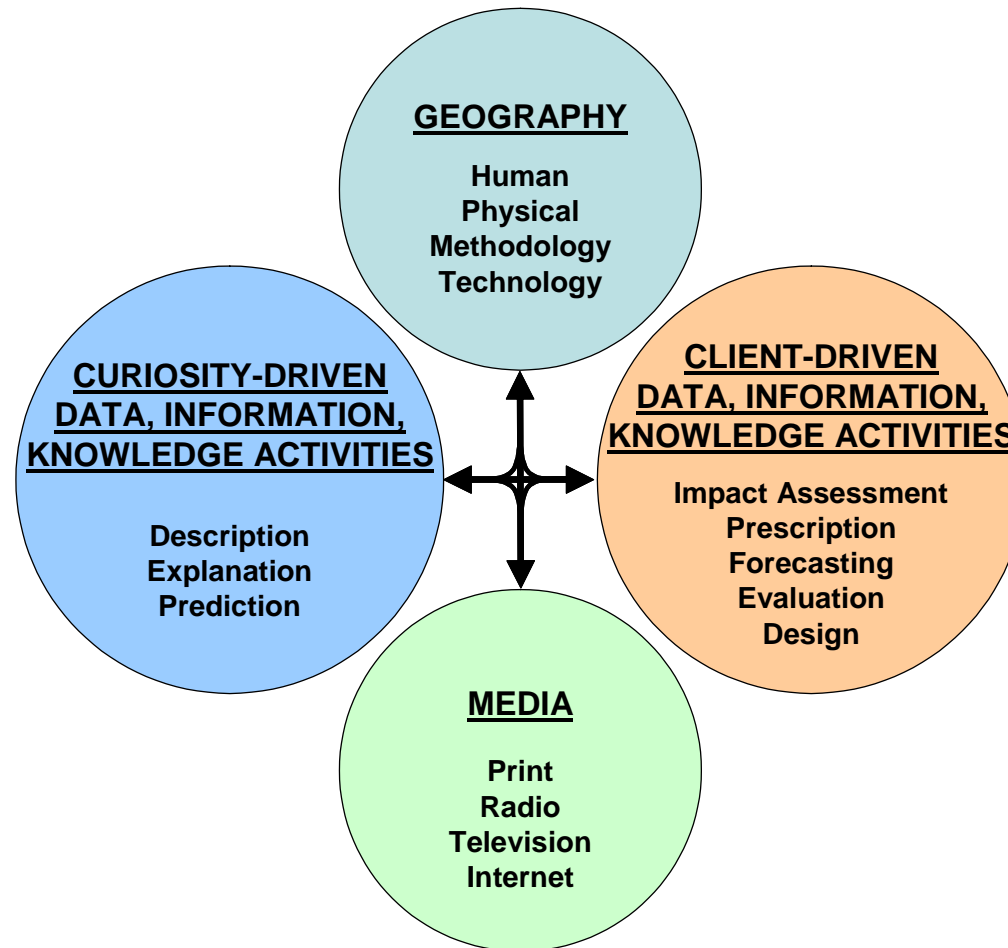 GEOGRAPHY
Human
Physical
Methodology
Technology
CURIOSITY-DRIVEN
DATA, INFORMATION,
KNOWLEDGE ACTIVITIES
Description
Explanation
Prediction
CLIENT-DRIVEN
DATA, INFORMATION,
KNOWLEDGE ACTIVITIES
Impact Assessment
Prescription
Forecasting
Evaluation
Design
MEDIA
Print
Radio
Television
Internet